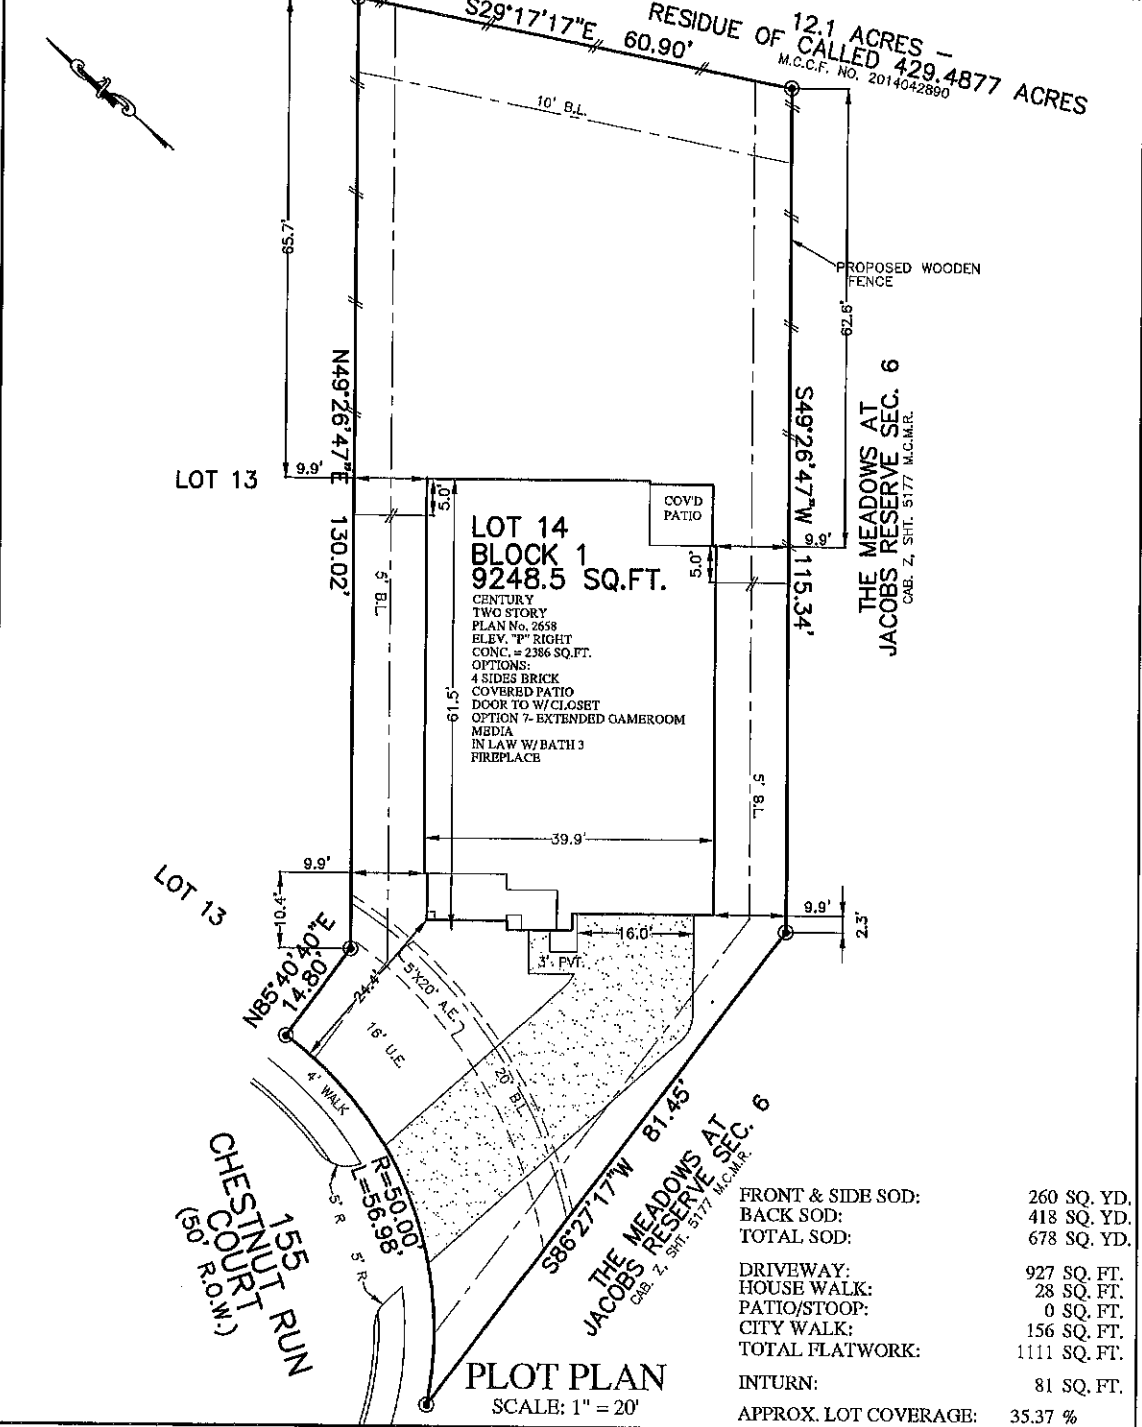 S29°17'17"E 60.90'
12.1 ACRES –
RESIDUE OF CALLED 429.4877 ACRES
M.C.C.F. NO. 2014042890
10' B.L.
65.7'
PROPOSED WOODEN
FENCE
62.6'
N49°26'47"E 130.02'
S49°26'47"W 115.34'
THE MEADOWS AT
JACOBS RESERVE SEC. 6
CAB. Z, SHT. 5177 M.C.M.R.
LOT 13
9.9'
5.0'
COV'D
PATIO
9.9'
5.0'
LOT 14
BLOCK 1
9248.5 SQ.FT.
CENTURY
TWO STORY
PLAN No. 2658
ELEV. "P" RIGHT
CONC. = 2386 SQ.FT.
OPTIONS:
4 SIDES BRICK
COVERED PATIO
DOOR TO W/CLOSET
OPTION 7- EXTENDED GAMEROOM
MEDIA
IN LAW W/ BATH 3
FIREPLACE
5' B.L.
61.5'
5' B.L.
39.9'
LOT 13
9.9'
10.4'
9.9'
2.3'
16.0'
3'. PVT.
N85°40'40"E
14.80'
24.4'
5'X20' A.E.
16' U.E.
20' B.L.
4' WALK
R=50.00'
L=56.98'
5' R
5' R
155
CHESTNUT RUN
COURT
(50' R.O.W.)
S86°27'17"W 81.45'
THE MEADOWS AT
JACOBS RESERVE SEC. 6
CAB. Z, SHT. 5177 M.C.M.R.
PLOT PLAN
SCALE: 1" = 20'
FRONT & SIDE SOD: 260 SQ. YD.
BACK SOD: 418 SQ. YD.
TOTAL SOD: 678 SQ. YD.
DRIVEWAY: 927 SQ. FT.
HOUSE WALK: 28 SQ. FT.
PATIO/STOOP: 0 SQ. FT.
CITY WALK: 156 SQ. FT.
TOTAL FLATWORK: 1111 SQ. FT.
INTURN: 81 SQ. FT.
APPROX. LOT COVERAGE: 35.37 %